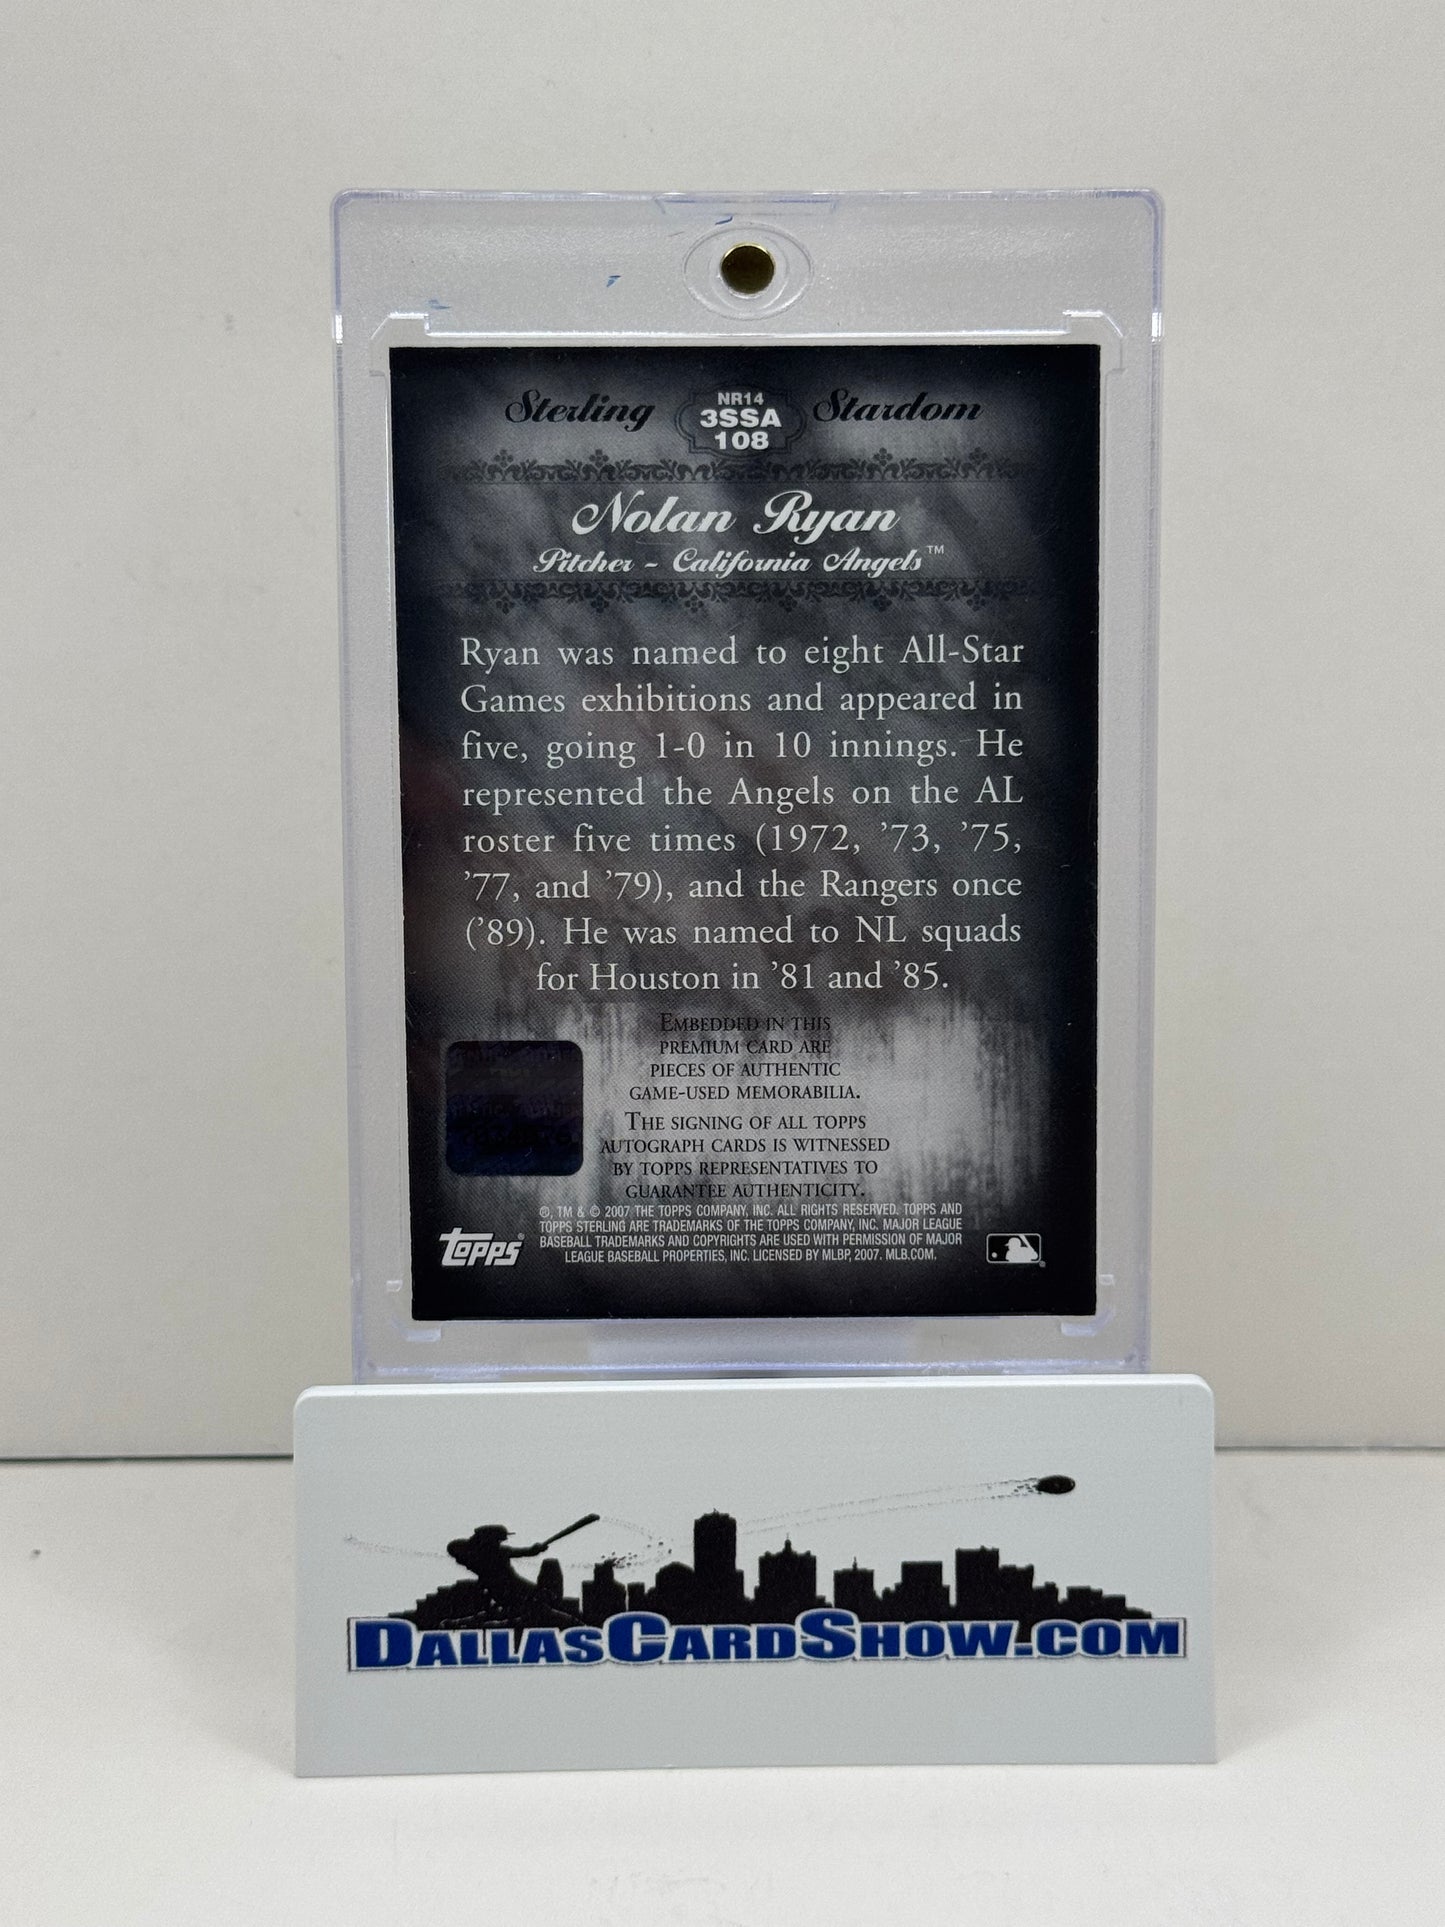 Sterling NR14 Stardom
3SSA
108
Nolan Ryan
Pitcher ~ California Angels™
Ryan was named to eight All-Star
Games exhibitions and appeared in
five, going 1-0 in 10 innings. He
represented the Angels on the AL
roster five times (1972, ’73, ’75,
’77, and ’79), and the Rangers once
(’89). He was named to NL squads
for Houston in ’81 and ’85.
EMBEDDED IN THIS
PREMIUM CARD ARE
PIECES OF AUTHENTIC
GAME-USED MEMORABILIA.
THE SIGNING OF ALL TOPPS
AUTOGRAPH CARDS IS WITNESSED
BY TOPPS REPRESENTATIVES TO
GUARANTEE AUTHENTICITY.
®, TM & © 2007 THE TOPPS COMPANY, INC. ALL RIGHTS RESERVED. TOPPS AND
TOPPS STERLING ARE TRADEMARKS OF THE TOPPS COMPANY, INC. MAJOR LEAGUE
BASEBALL TRADEMARKS AND COPYRIGHTS ARE USED WITH PERMISSION OF MAJOR
LEAGUE BASEBALL PROPERTIES, INC. LICENSED BY MLBP, 2007. MLB.COM.
TOPPS®
DALLASCARDSHOW.COM